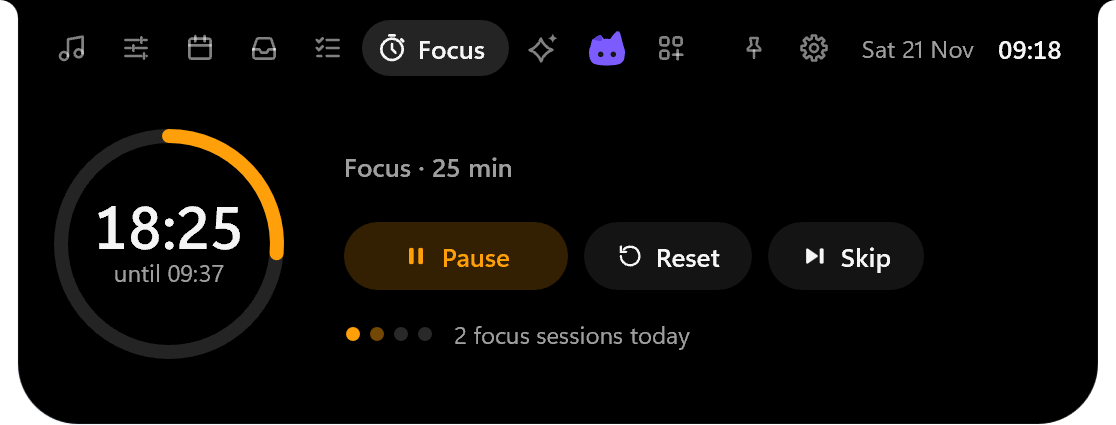 Focus
Sat 21 Nov 09:18
Focus · 25 min
18:25
until 09:37
Pause
Reset
Skip
2 focus sessions today